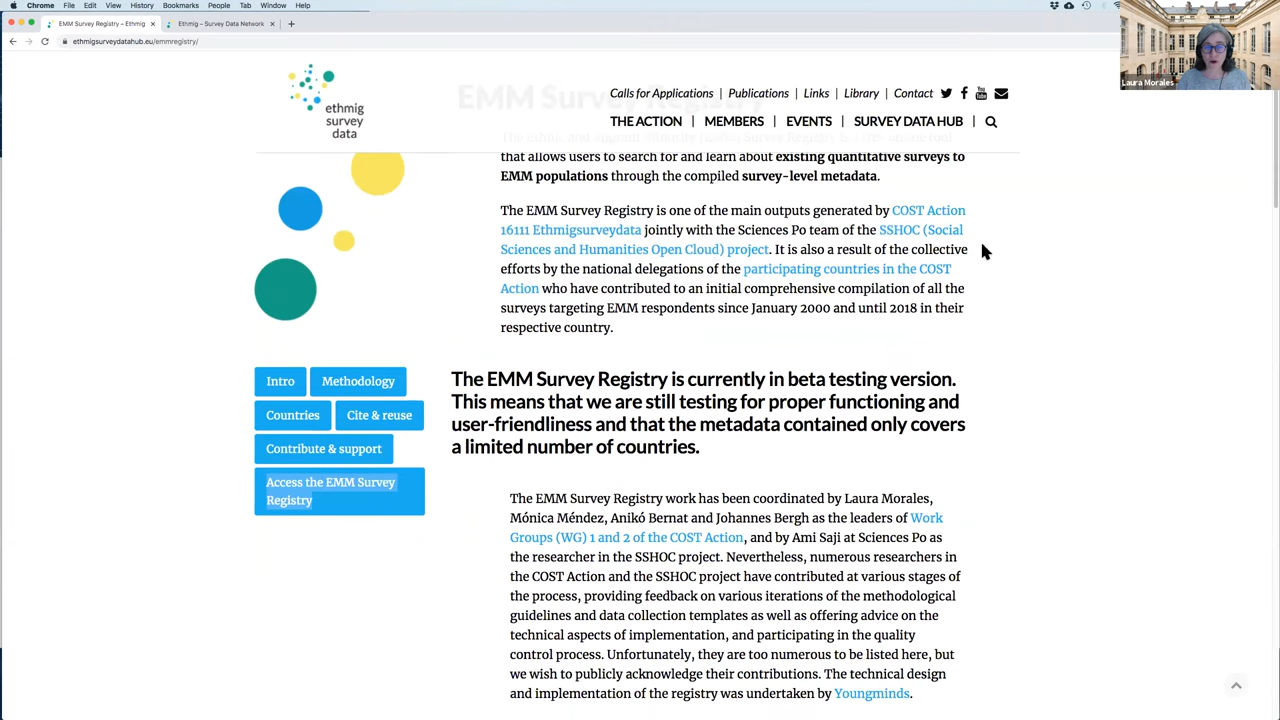 Chrome File Edit View History Bookmarks People Tab Window Help
EMM Survey Registry – Ethmig
Ethmig – Survey Data Network
ethmigsurveydatahub.eu/emmregistry/
Laura Morales
ethmig
survey
data
Calls for Applications | Publications | Links | Library | Contact
THE ACTION | MEMBERS | EVENTS | SURVEY DATA HUB
EMM Survey Registry
that allows users to search for and learn about existing quantitative surveys to
EMM populations through the compiled survey-level metadata.
The EMM Survey Registry is one of the main outputs generated by COST Action
16111 Ethmigsurveydata jointly with the Sciences Po team of the SSHOC (Social
Sciences and Humanities Open Cloud) project. It is also a result of the collective
efforts by the national delegations of the participating countries in the COST
Action who have contributed to an initial comprehensive compilation of all the
surveys targeting EMM respondents since January 2000 and until 2018 in their
respective country.
Intro
Methodology
Countries
Cite & reuse
Contribute & support
Access the EMM Survey
Registry
The EMM Survey Registry is currently in beta testing version.
This means that we are still testing for proper functioning and
user-friendliness and that the metadata contained only covers
a limited number of countries.
The EMM Survey Registry work has been coordinated by Laura Morales,
Mónica Méndez, Anikó Bernat and Johannes Bergh as the leaders of Work
Groups (WG) 1 and 2 of the COST Action, and by Ami Saji at Sciences Po as
the researcher in the SSHOC project. Nevertheless, numerous researchers in
the COST Action and the SSHOC project have contributed at various stages of
the process, providing feedback on various iterations of the methodological
guidelines and data collection templates as well as offering advice on the
technical aspects of implementation, and participating in the quality
control process. Unfortunately, they are too numerous to be listed here, but
we wish to publicly acknowledge their contributions. The technical design
and implementation of the registry was undertaken by Youngminds.